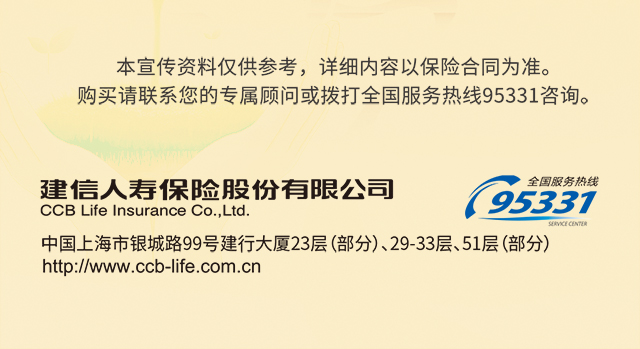 本宣传资料仅供参考，详细内容以保险合同为准。
购买请联系您的专属顾问或拨打全国服务热线95331咨询。
建信人寿保险股份有限公司
CCB Life Insurance Co.,Ltd.
全国服务热线
95331
SERVICE CENTER
中国上海市银城路99号建行大厦23层(部分)、29-33层、51层(部分)
http://www.ccb-life.com.cn